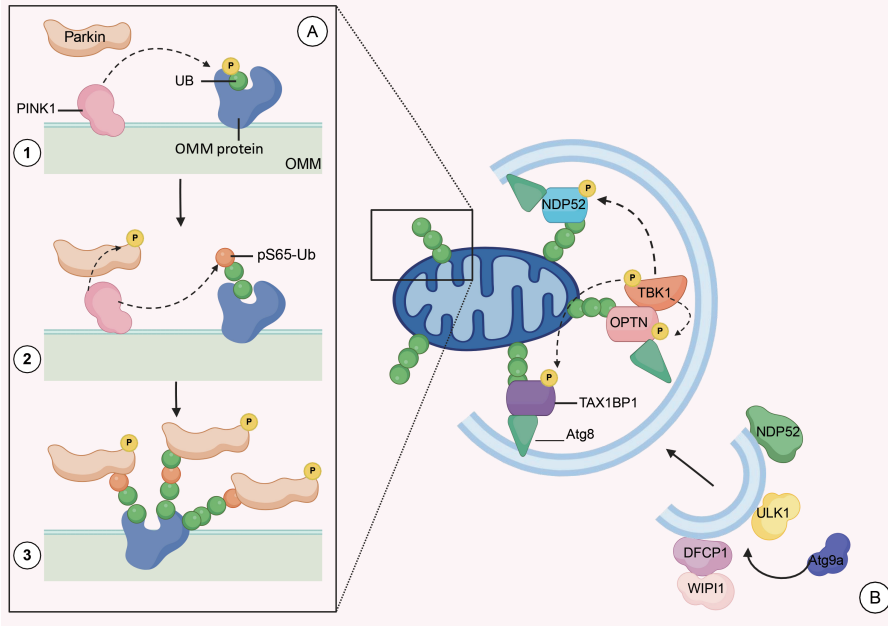 A
Parkin
P
UB
PINK1
OMM protein
OMM
1
P
pS65-Ub
2
P
P
P
3
P
NDP52
P
TBK1
OPTN
P
P
TAX1BP1
Atg8
NDP52
ULK1
DFCP1
Atg9a
WIPI1
B